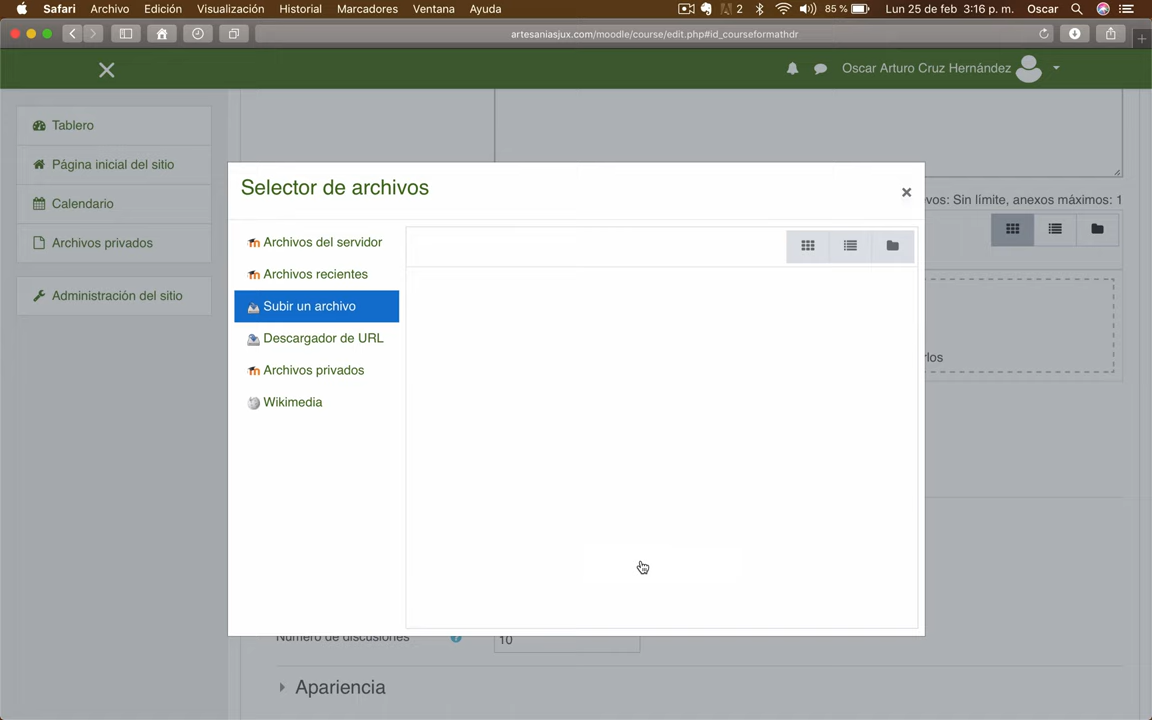 Safari Archivo Edición Visualización Historial Marcadores Ventana Ayuda 2 85 % Lun 25 de feb 3:16 p. m. Oscar
artesaniasjux.com/moodle/course/edit.php#id_courseformathdr
Oscar Arturo Cruz Hernández
Tablero
Página inicial del sitio
Calendario
Archivos privados
Administración del sitio
Selector de archivos
Archivos del servidor
Archivos recientes
Subir un archivo
Descargador de URL
Archivos privados
Wikimedia
Sin límite, anexos máximos: 1
Número de discusiones
10
Apariencia